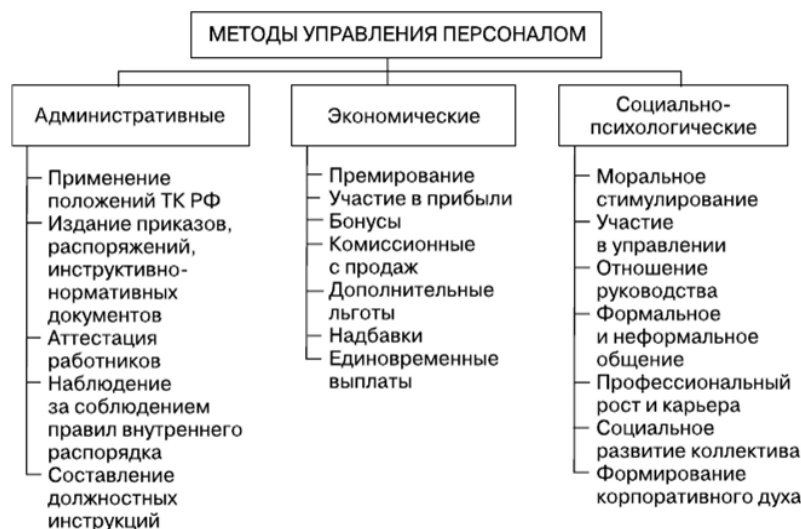 МЕТОДЫ УПРАВЛЕНИЯ ПЕРСОНАЛОМ
Административные
Применение
положений ТК РФ
Издание приказов,
распоряжений,
инструктивно-
нормативных
документов
Аттестация
работников
Наблюдение
за соблюдением
правил внутреннего
распорядка
Составление
должностных
инструкций
Экономические
Премирование
Участие в прибыли
Бонусы
Комиссионные
с продаж
Дополнительные
льготы
Надбавки
Единовременные
выплаты
Социально-
психологические
Моральное
стимулирование
Участие
в управлении
Отношение
руководства
Формальное
и неформальное
общение
Профессиональный
рост и карьера
Социальное
развитие коллектива
Формирование
корпоративного духа